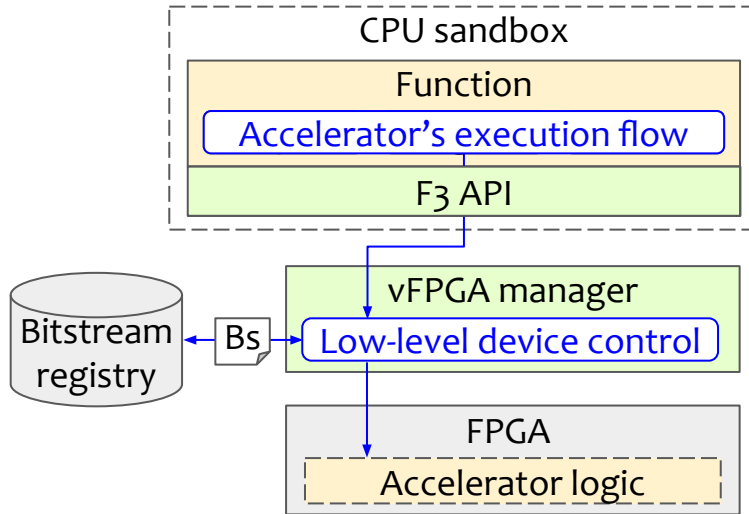 CPU sandbox
Function
Accelerator's execution flow
F3 API
vFPGA manager
Bitstream
registry
Bs
Low-level device control
FPGA
Accelerator logic